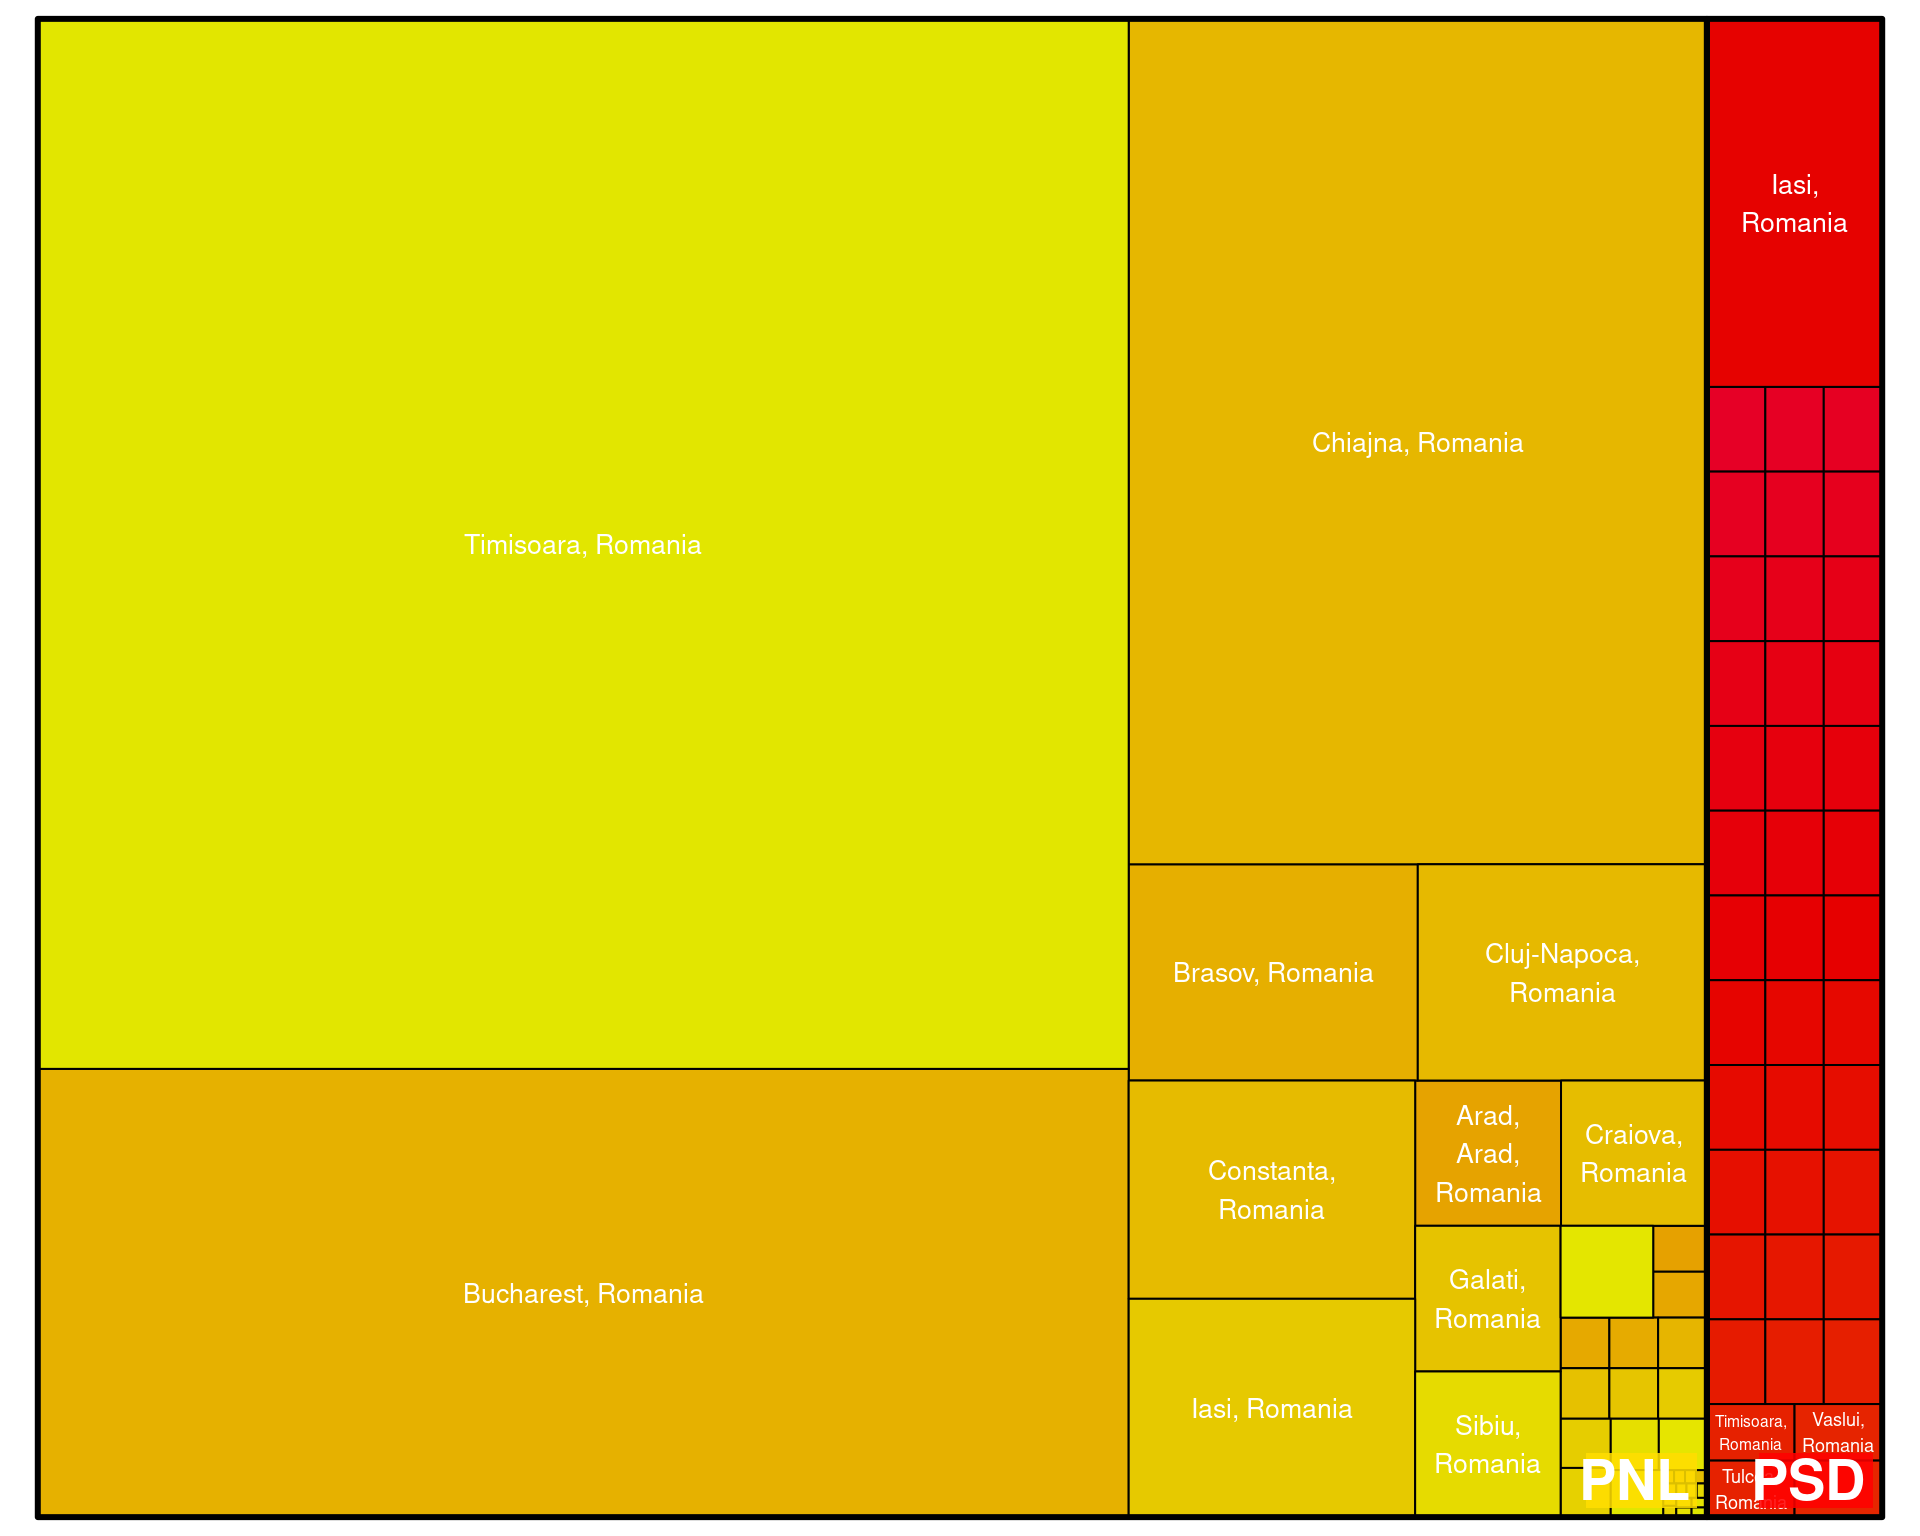 Timisoara, Romania
Bucharest, Romania
Chiajna, Romania
Brasov, Romania
Cluj-Napoca,
Romania
Constanta,
Romania
Iasi, Romania
Arad,
Arad,
Romania
Craiova,
Romania
Galati,
Romania
Sibiu,
Romania
PNL
Iasi,
Romania
Timisoara,
Romania
Vaslui,
Romania
Romania
PSD